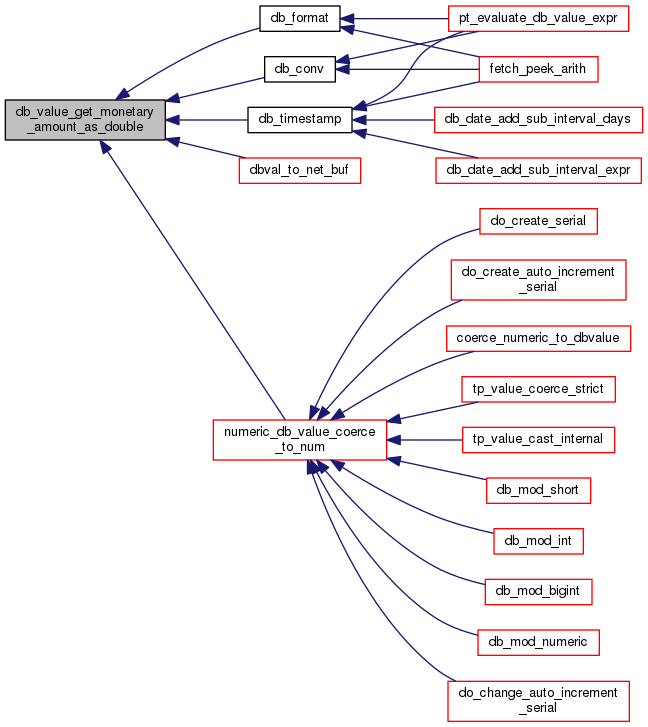 db_format
pt_evaluate_db_value_expr
db_conv
fetch_peek_arith
db_value_get_monetary
_amount_as_double
db_timestamp
db_date_add_sub_interval_days
dbval_to_net_buf
db_date_add_sub_interval_expr
do_create_serial
do_create_auto_increment
_serial
coerce_numeric_to_dbvalue
tp_value_coerce_strict
numeric_db_value_coerce
_to_num
tp_value_cast_internal
db_mod_short
db_mod_int
db_mod_bigint
db_mod_numeric
do_change_auto_increment
_serial